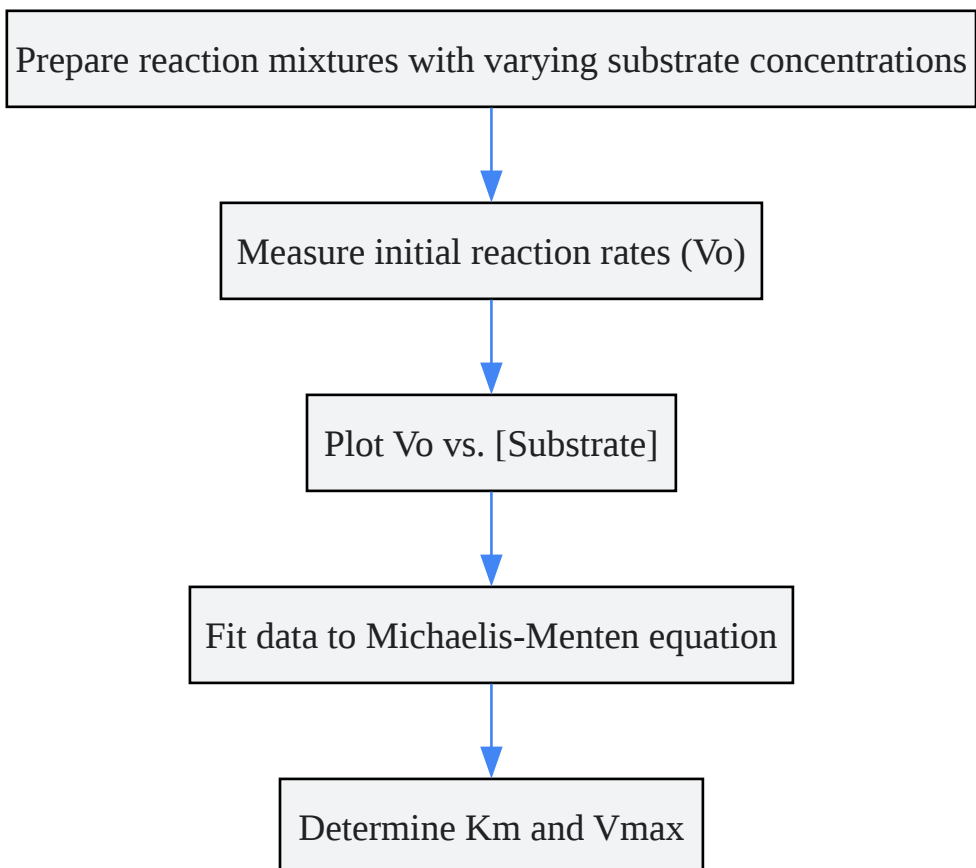 Prepare reaction mixtures with varying substrate concentrations
Measure initial reaction rates (Vo)
Plot Vo vs. [Substrate]
Fit data to Michaelis-Menten equation
Determine Km and Vmax